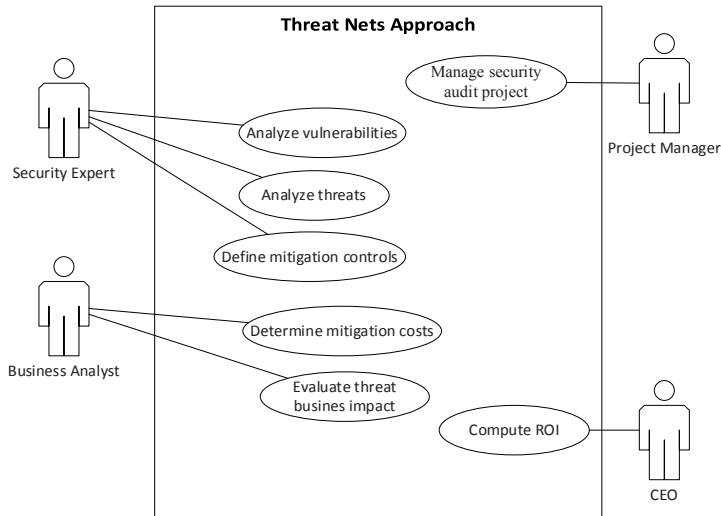 Threat Nets Approach
Manage security
audit project
Project Manager
Security Expert
Analyze vulnerabilities
Analyze threats
Define mitigation controls
Business Analyst
Determine mitigation costs
Evaluate threat
busines impact
Compute ROI
CEO